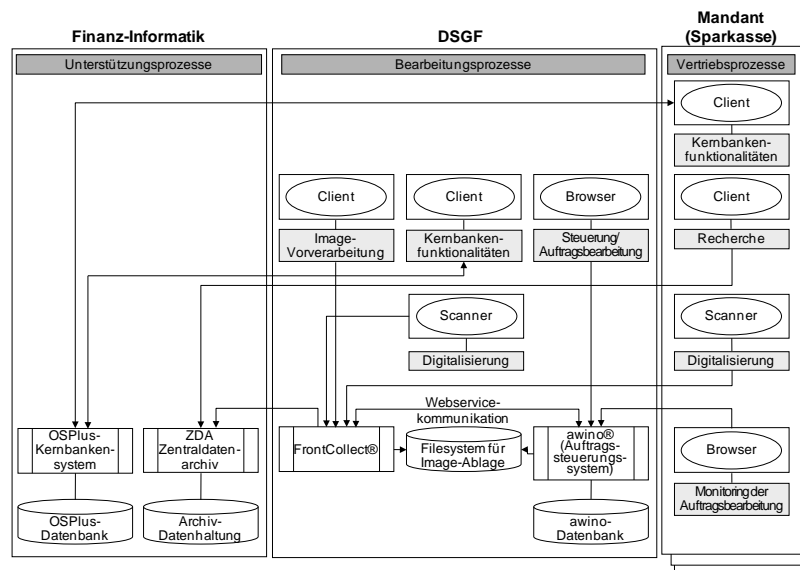 Finanz-Informatik
DSGF
Mandant
(Sparkasse)
Unterstützungsprozesse
Bearbeitungsprozesse
Vertriebsprozesse
Client
Kernbanken-
funktionalitäten
Client
Client
Browser
Client
Image-
Vorverarbeitung
Kernbanken-
funktionalitäten
Steuerung/
Auftragsbearbeitung
Recherche
Scanner
Scanner
Digitalisierung
Digitalisierung
Webservice-
kommunikation
OSPlus-
Kernbanken-
system
ZDA
Zentraldaten-
archiv
FrontCollect®
Filesystem für
Image-Ablage
awino®
(Auftrags-
steuerungs-
system)
Browser
Monitoring der
Auftragsbearbeitung
OSPlus-
Datenbank
Archiv-
Datenhaltung
awino-
Datenbank